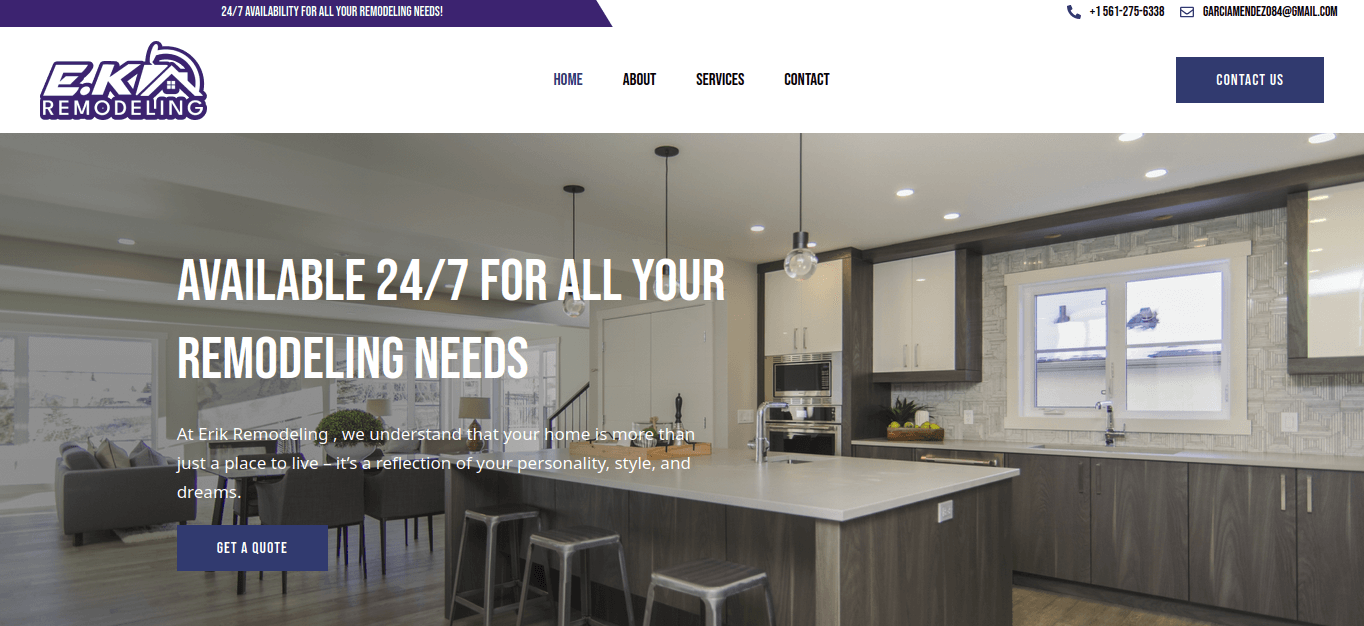 24/7 AVAILABILITY FOR ALL YOUR REMODELING NEEDS!
+1 561-275-6338
GARCIAMENDEZ084@GMAIL.COM
E.K
REMODELING
HOME
ABOUT
SERVICES
CONTACT
CONTACT US
AVAILABLE 24/7 FOR ALL YOUR
REMODELING NEEDS
At Erik Remodeling , we understand that your home is more than
just a place to live – it's a reflection of your personality, style, and
dreams.
GET A QUOTE